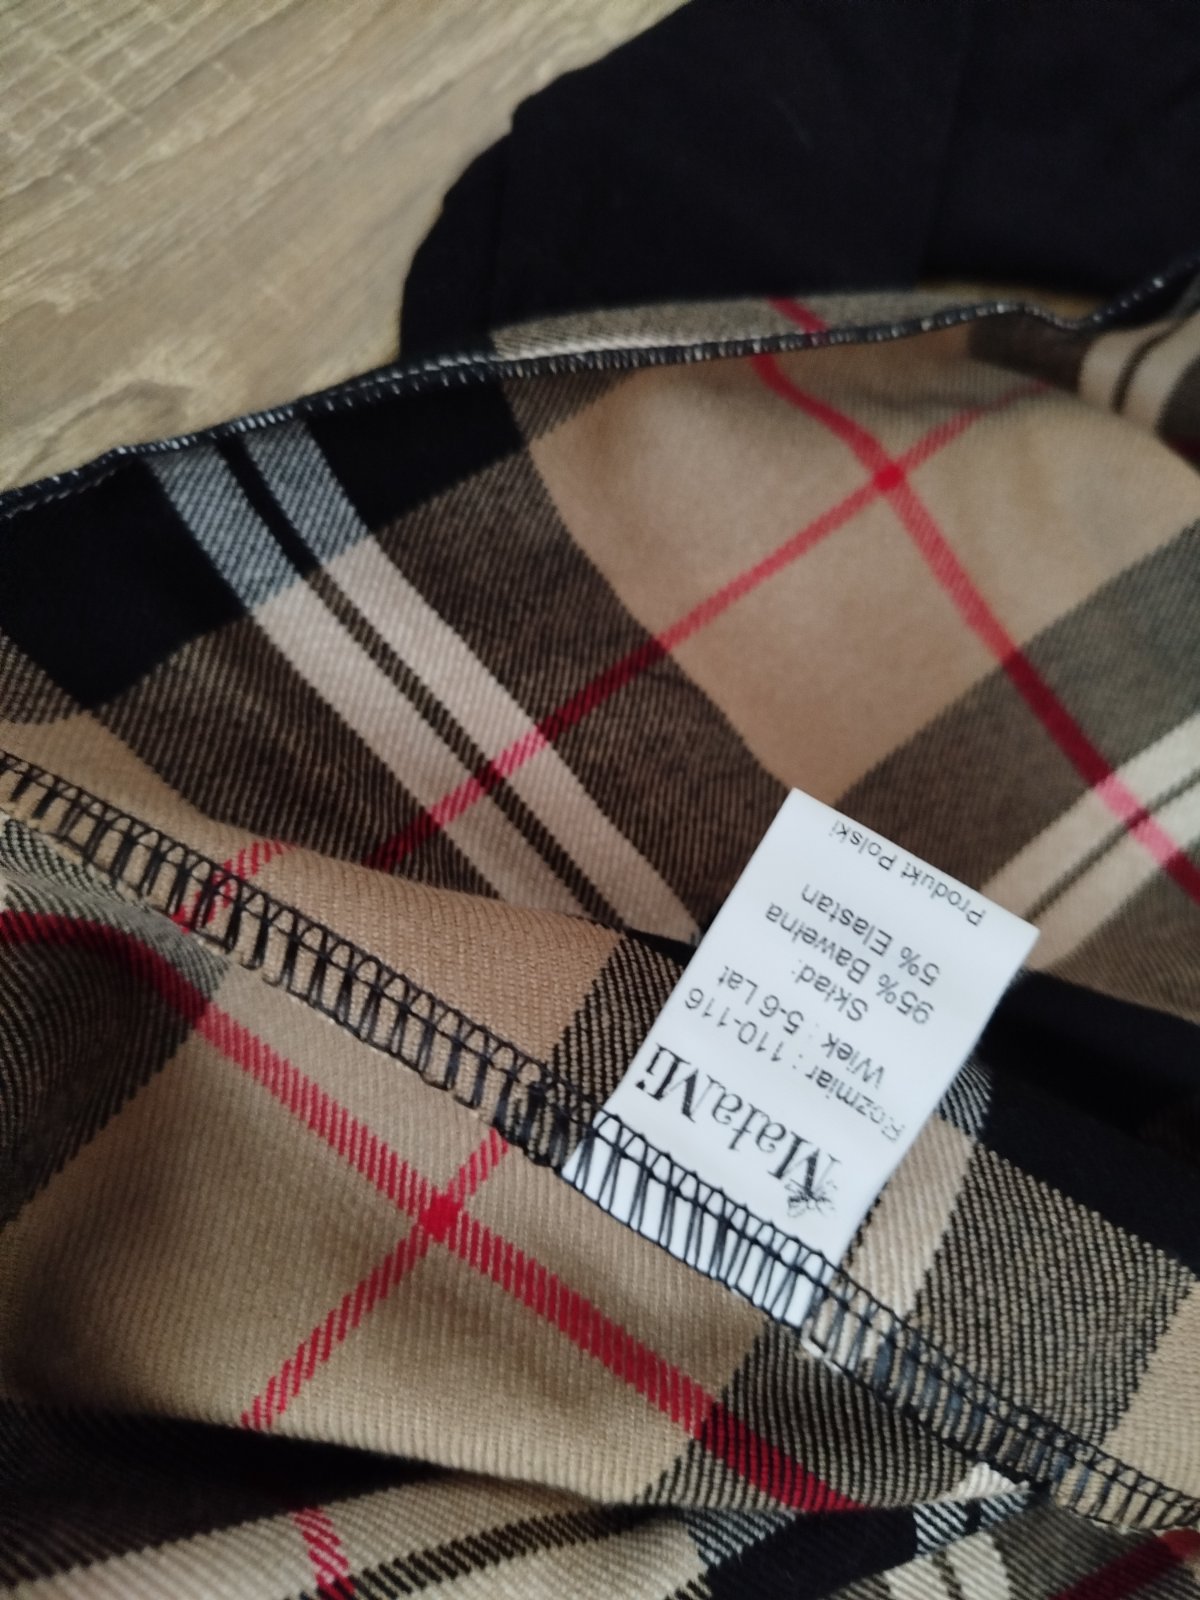 MataMi
Rozmiar : 110-116
Wiek : 5-6 Lat
Skład:
95% Bawełna
5% Elastan
Produkt Polski